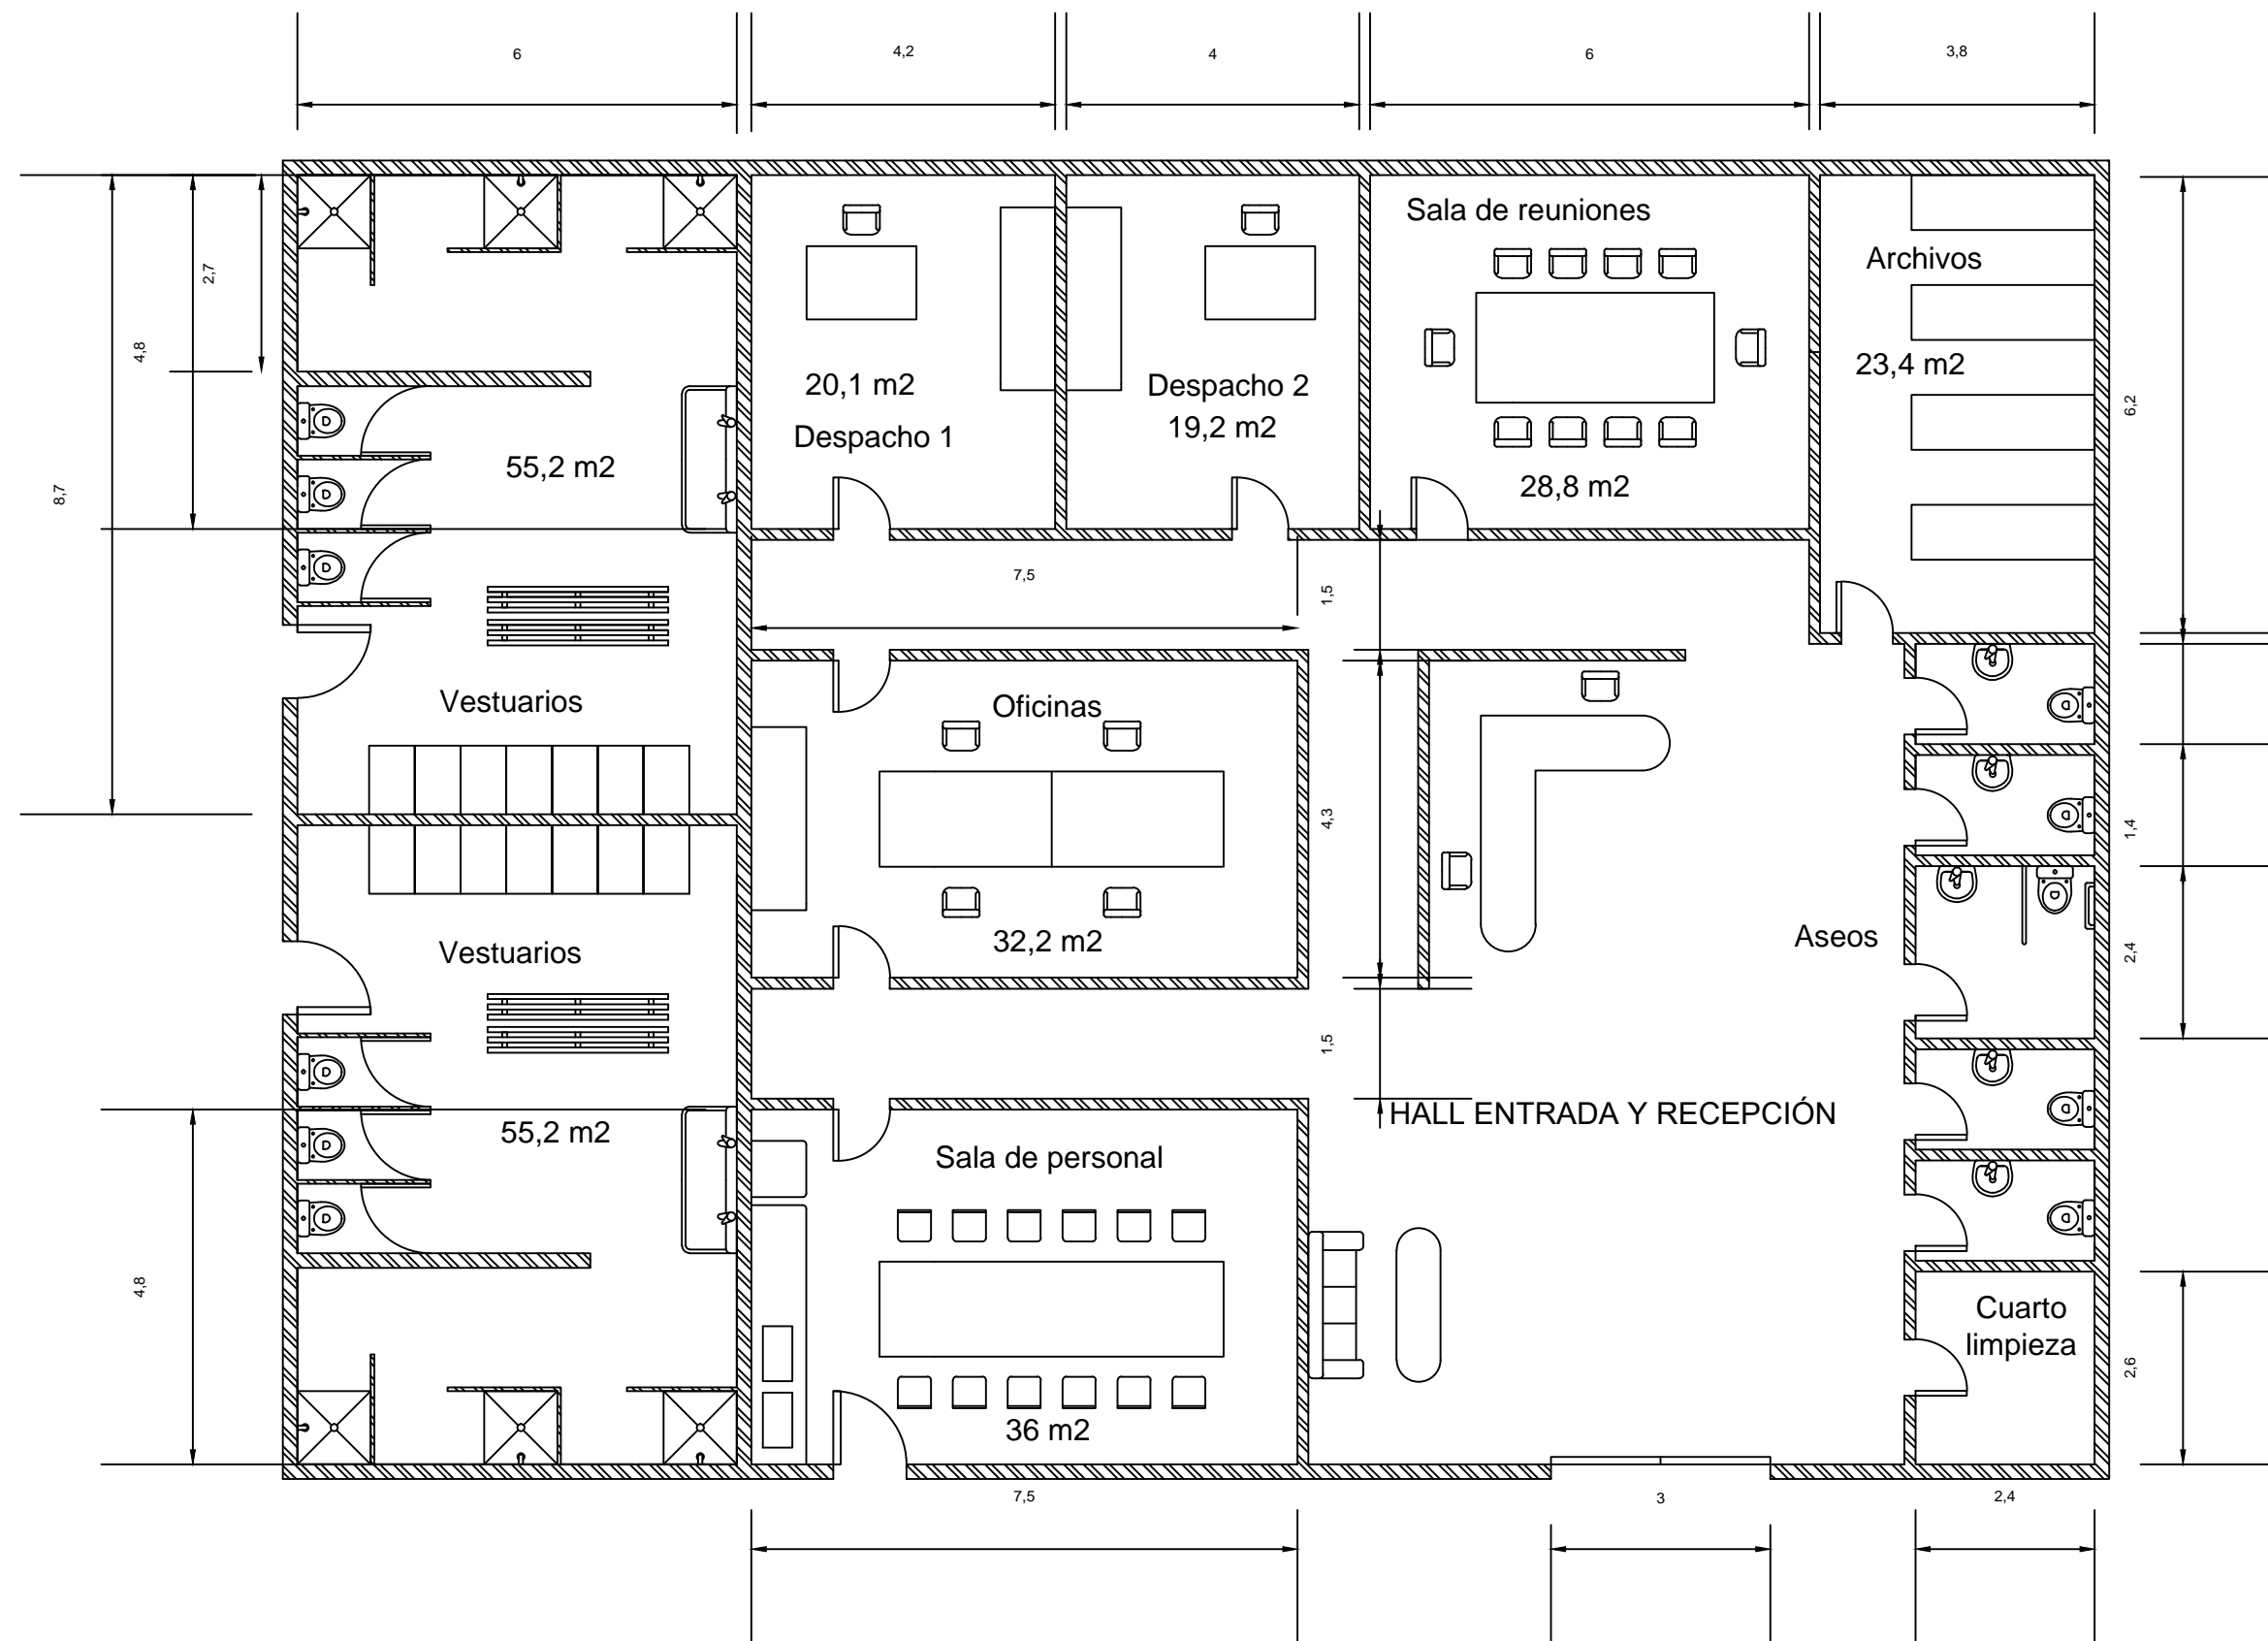 6
4,2
4
6
3,8
2,7
4,8
8,7
Sala de reuniones
Archivos
23,4 m2
20,1 m2
Despacho 1
Despacho 2
19,2 m2
28,8 m2
55,2 m2
6,2
7,5
1,5
Vestuarios
Oficinas
4,3
1,4
32,2 m2
Vestuarios
Aseos
2,4
1,5
HALL ENTRADA Y RECEPCIÓN
55,2 m2
Sala de personal
4,8
Cuarto
limpieza
2,6
36 m2
7,5
3
2,4